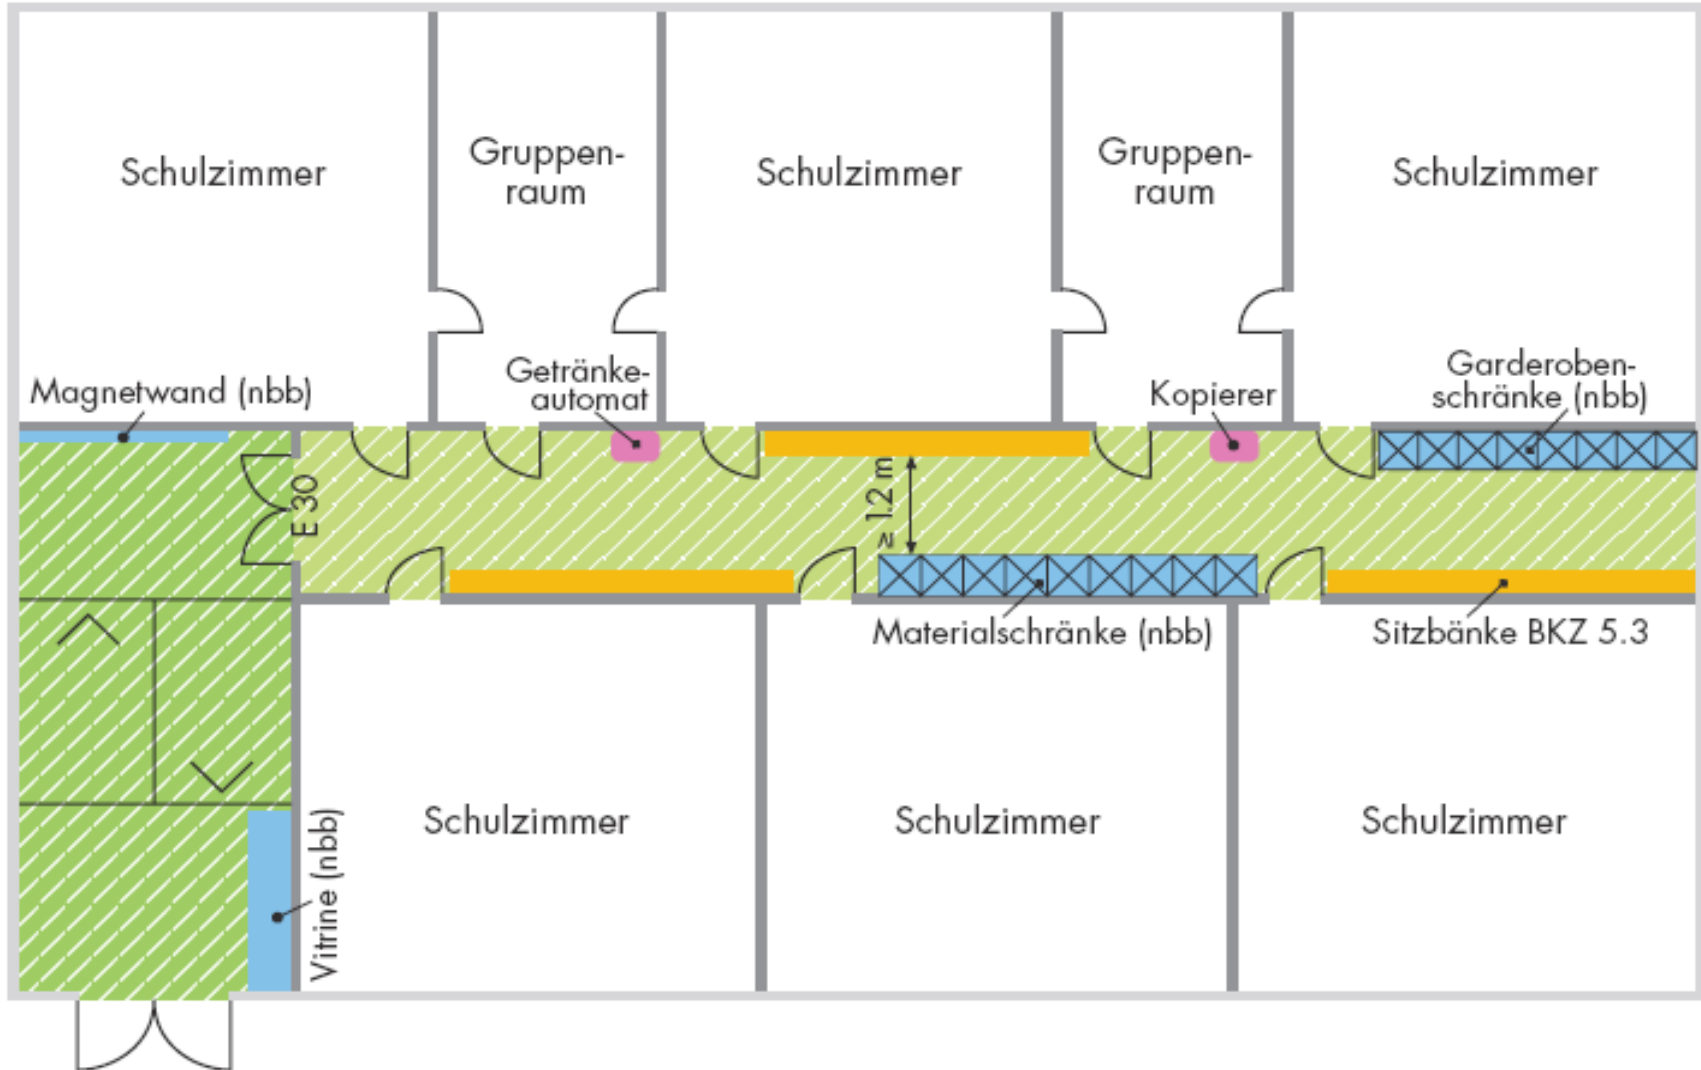 Schulzimmer
Gruppen-
raum
Schulzimmer
Gruppen-
raum
Schulzimmer
Magnetwand (nbb)
Getränke-
automat
Kopierer
Garderoben-
schränke (nbb)
E 30
≥ 1.2 m
Materialschränke (nbb)
Sitzbänke BKZ 5.3
Vitrine (nbb)
Schulzimmer
Schulzimmer
Schulzimmer